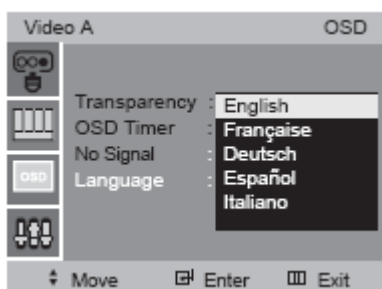 Video A OSD
Transparency : English
OSD Timer : Française
No Signal : Deutsch
OSD Language : Español
Italiano
Move Enter Exit